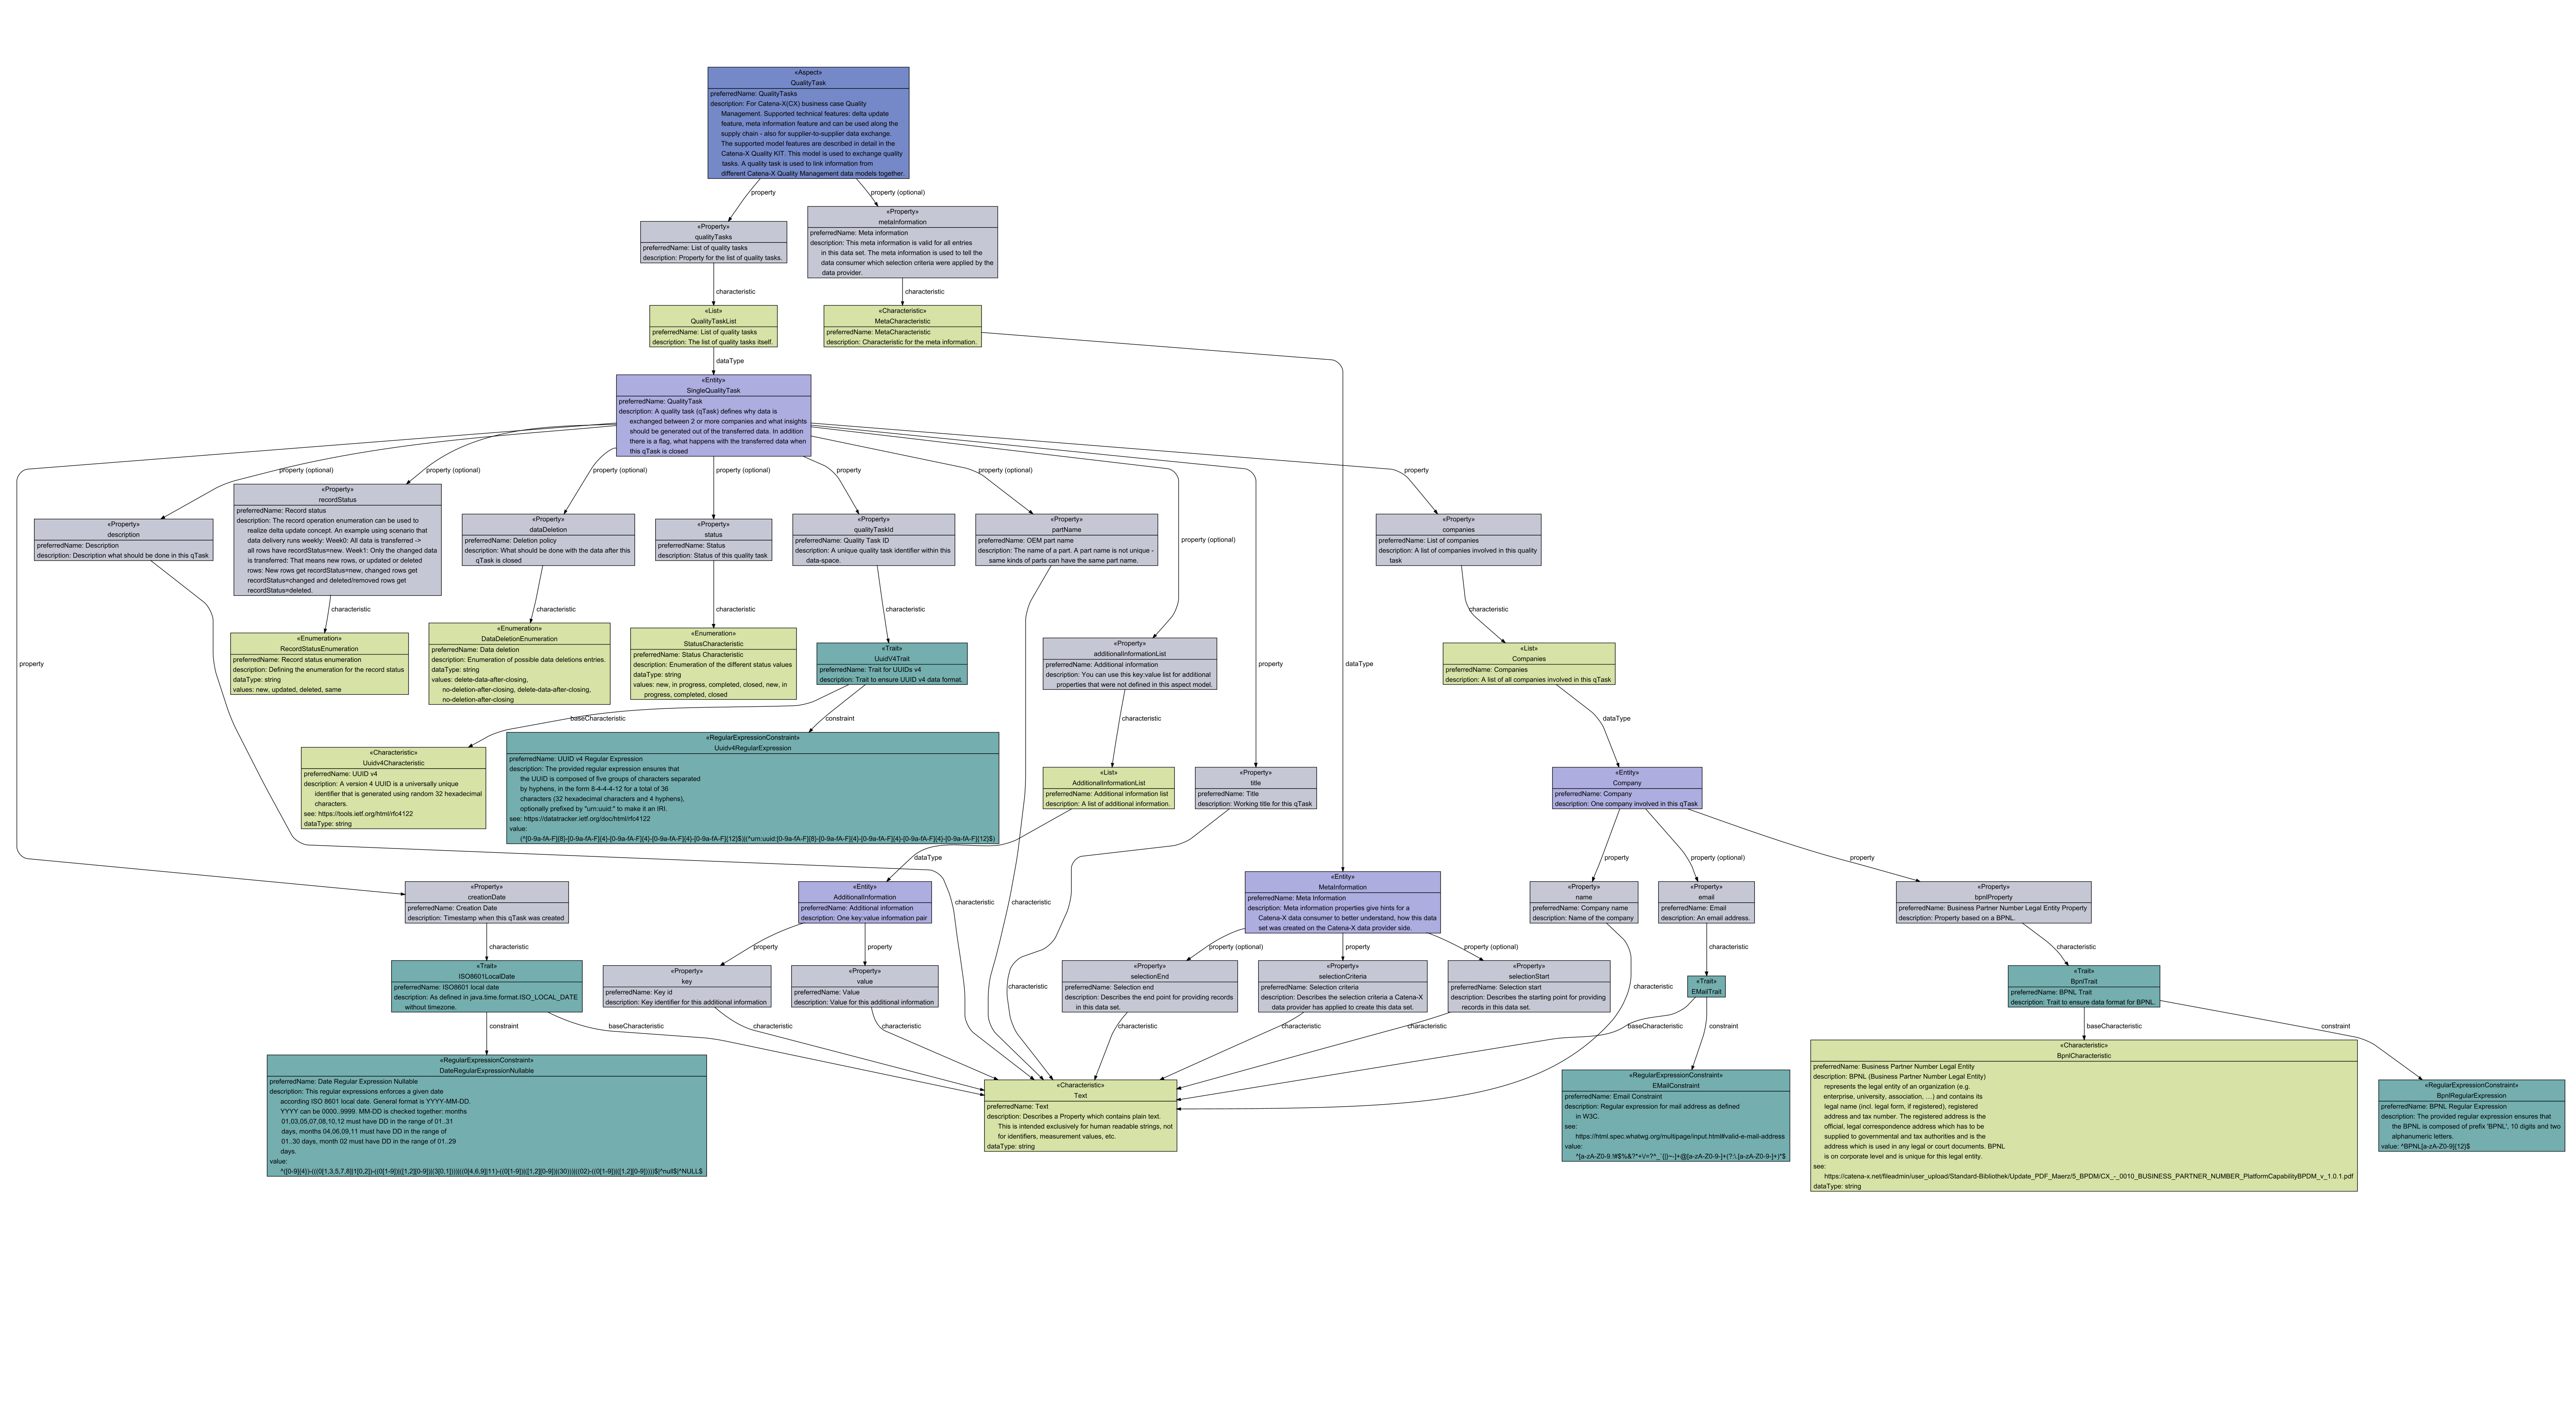 «Aspect»
QualityTask
preferredName: QualityTasks
description: For Catena-X(CX) business case Quality
Management. Supported technical features: delta update
feature, meta information feature and can be used along the
supply chain - also for supplier-to-supplier data exchange.
The supported model features are described in detail in the
Catena-X Quality KIT. This model is used to exchange quality
tasks. A quality task is used to link information from
different Catena-X Quality Management data models together.
property
property (optional)
«Property»
qualityTasks
preferredName: List of quality tasks
description: Property for the list of quality tasks.
«Property»
metaInformation
preferredName: Meta information
description: This meta information is valid for all entries
in this data set. The meta information is used to tell the
data consumer which selection criteria were applied by the
data provider.
characteristic
characteristic
«List»
QualityTaskList
preferredName: List of quality tasks
description: The list of quality tasks itself.
«Characteristic»
MetaCharacteristic
preferredName: MetaCharacteristic
description: Characteristic for the meta information.
dataType
«Entity»
SingleQualityTask
preferredName: QualityTask
description: A quality task (qTask) defines why data is
exchanged between 2 or more companies and what insights
should be generated out of the transferred data. In addition
there is a flag, what happens with the transferred data when
this qTask is closed
property (optional)
property (optional)
property (optional)
property (optional)
property
property (optional)
property
«Property»
description
preferredName: Description
description: Description what should be done in this qTask
«Property»
recordStatus
preferredName: Record status
description: The record operation enumeration can be used to
realize delta update concept. An example using scenario that
data delivery runs weekly: Week0: All data is transferred ->
all rows have recordStatus=new. Week1: Only the changed data
is transferred: That means new rows, or updated or deleted
rows: New rows get recordStatus=new, changed rows get
recordStatus=changed and deleted/removed rows get
recordStatus=deleted.
«Property»
dataDeletion
preferredName: Deletion policy
description: What should be done with the data after this
qTask is closed
«Property»
status
preferredName: Status
description: Status of this quality task
«Property»
qualityTaskId
preferredName: Quality Task ID
description: A unique quality task identifier within this
data-space.
«Property»
partName
preferredName: OEM part name
description: The name of a part. A part name is not unique -
same kinds of parts can have the same part name.
property (optional)
«Property»
companies
preferredName: List of companies
description: A list of companies involved in this quality
task
characteristic
characteristic
characteristic
characteristic
characteristic
«Enumeration»
RecordStatusEnumeration
preferredName: Record status enumeration
description: Defining the enumeration for the record status
dataType: string
values: new, updated, deleted, same
«Enumeration»
DataDeletionEnumeration
preferredName: Data deletion
description: Enumeration of possible data deletions entries.
dataType: string
values: delete-data-after-closing,
no-deletion-after-closing, delete-data-after-closing,
no-deletion-after-closing
«Enumeration»
StatusCharacteristic
preferredName: Status Characteristic
description: Enumeration of the different status values
dataType: string
values: new, in progress, completed, closed, new, in
progress, completed, closed
«Trait»
UuidV4Trait
preferredName: Trait for UUIDs v4
description: Trait to ensure UUID v4 data format.
«Property»
additionalInformationList
preferredName: Additional information
description: You can use this key:value list for additional
properties that were not defined in this aspect model.
property
property
dataType
«List»
Companies
preferredName: Companies
description: A list of all companies involved in this qTask
baseCharacteristic
constraint
characteristic
dataType
«Characteristic»
Uuidv4Characteristic
preferredName: UUID v4
description: A version 4 UUID is a universally unique
identifier that is generated using random 32 hexadecimal
characters.
see: https://tools.ietf.org/html/rfc4122
dataType: string
«RegularExpressionConstraint»
Uuidv4RegularExpression
preferredName: UUID v4 Regular Expression
description: The provided regular expression ensures that
the UUID is composed of five groups of characters separated
by hyphens, in the form 8-4-4-4-12 for a total of 36
characters (32 hexadecimal characters and 4 hyphens),
optionally prefixed by "urn:uuid:" to make it an IRI.
see: https://datatracker.ietf.org/doc/html/rfc4122
value:
(^[0-9a-fA-F]{8}-[0-9a-fA-F]{4}-[0-9a-fA-F]{4}-[0-9a-fA-F]{4}-[0-9a-fA-F]{12}$)|(^urn:uuid:[0-9a-fA-F]{8}-[0-9a-fA-F]{4}-[0-9a-fA-F]{4}-[0-9a-fA-F]{4}-[0-9a-fA-F]{12}$)
«List»
AdditionalInformationList
preferredName: Additional information list
description: A list of additional information.
«Property»
title
preferredName: Title
description: Working title for this qTask
«Entity»
Company
preferredName: Company
description: One company involved in this qTask
dataType
property
property (optional)
property
«Property»
creationDate
preferredName: Creation Date
description: Timestamp when this qTask was created
«Entity»
AdditionalInformation
preferredName: Additional information
description: One key:value information pair
characteristic
characteristic
«Entity»
MetaInformation
preferredName: Meta Information
description: Meta information properties give hints for a
Catena-X data consumer to better understand, how this data
set was created on the Catena-X data provider side.
«Property»
name
preferredName: Company name
description: Name of the company
«Property»
email
preferredName: Email
description: An email address.
«Property»
bpnlProperty
preferredName: Business Partner Number Legal Entity Property
description: Property based on a BPNL.
characteristic
property
property
property (optional)
property
property (optional)
characteristic
characteristic
«Trait»
ISO8601LocalDate
preferredName: ISO8601 local date
description: As defined in java.time.format.ISO_LOCAL_DATE
without timezone.
«Property»
key
preferredName: Key id
description: Key identifier for this additional information
«Property»
value
preferredName: Value
description: Value for this additional information
characteristic
«Property»
selectionEnd
preferredName: Selection end
description: Describes the end point for providing records
in this data set.
«Property»
selectionCriteria
preferredName: Selection criteria
description: Describes the selection criteria a Catena-X
data provider has applied to create this data set.
«Property»
selectionStart
preferredName: Selection start
description: Describes the starting point for providing
records in this data set.
characteristic
«Trait»
EMailTrait
«Trait»
BpnlTrait
preferredName: BPNL Trait
description: Trait to ensure data format for BPNL.
constraint
baseCharacteristic
characteristic
characteristic
characteristic
characteristic
characteristic
baseCharacteristic
constraint
baseCharacteristic
constraint
«RegularExpressionConstraint»
DateRegularExpressionNullable
preferredName: Date Regular Expression Nullable
description: This regular expressions enforces a given date
according ISO 8601 local date. General format is YYYY-MM-DD.
YYYY can be 0000..9999. MM-DD is checked together: months
01,03,05,07,08,10,12 must have DD in the range of 01..31
days, months 04,06,09,11 must have DD in the range of
01..30 days, month 02 must have DD in the range of 01..29
days.
value:
«Characteristic»
Text
preferredName: Text
description: Describes a Property which contains plain text.
This is intended exclusively for human readable strings, not
for identifiers, measurement values, etc.
dataType: string
«RegularExpressionConstraint»
EMailConstraint
preferredName: Email Constraint
description: Regular expression for mail address as defined
in W3C.
see:
https://html.spec.whatwg.org/multipage/input.html#valid-e-mail-address
value:
«Characteristic»
BpnlCharacteristic
preferredName: Business Partner Number Legal Entity
description: BPNL (Business Partner Number Legal Entity)
represents the legal entity of an organization (e.g.
enterprise, university, association, ...) and contains its
legal name (incl. legal form, if registered), registered
address and tax number. The registered address is the
official, legal correspondence address which has to be
supplied to governmental and tax authorities and is the
address which is used in any legal or court documents. BPNL
is on corporate level and is unique for this legal entity.
see:
https://catena-x.net/fileadmin/user_upload/Standard-Bibliothek/Update_PDF_Maerz/5_BPDM/CX_-_0010_BUSINESS_PARTNER_NUMBER_PlatformCapabilityBPDM_v_1.0.1.pdf
dataType: string
«RegularExpressionConstraint»
BpnlRegularExpression
preferredName: BPNL Regular Expression
description: The provided regular expression ensures that
the BPNL is composed of prefix 'BPNL', 10 digits and two
alphanumeric letters.
value: ^BPNL[a-zA-Z0-9]{12}$